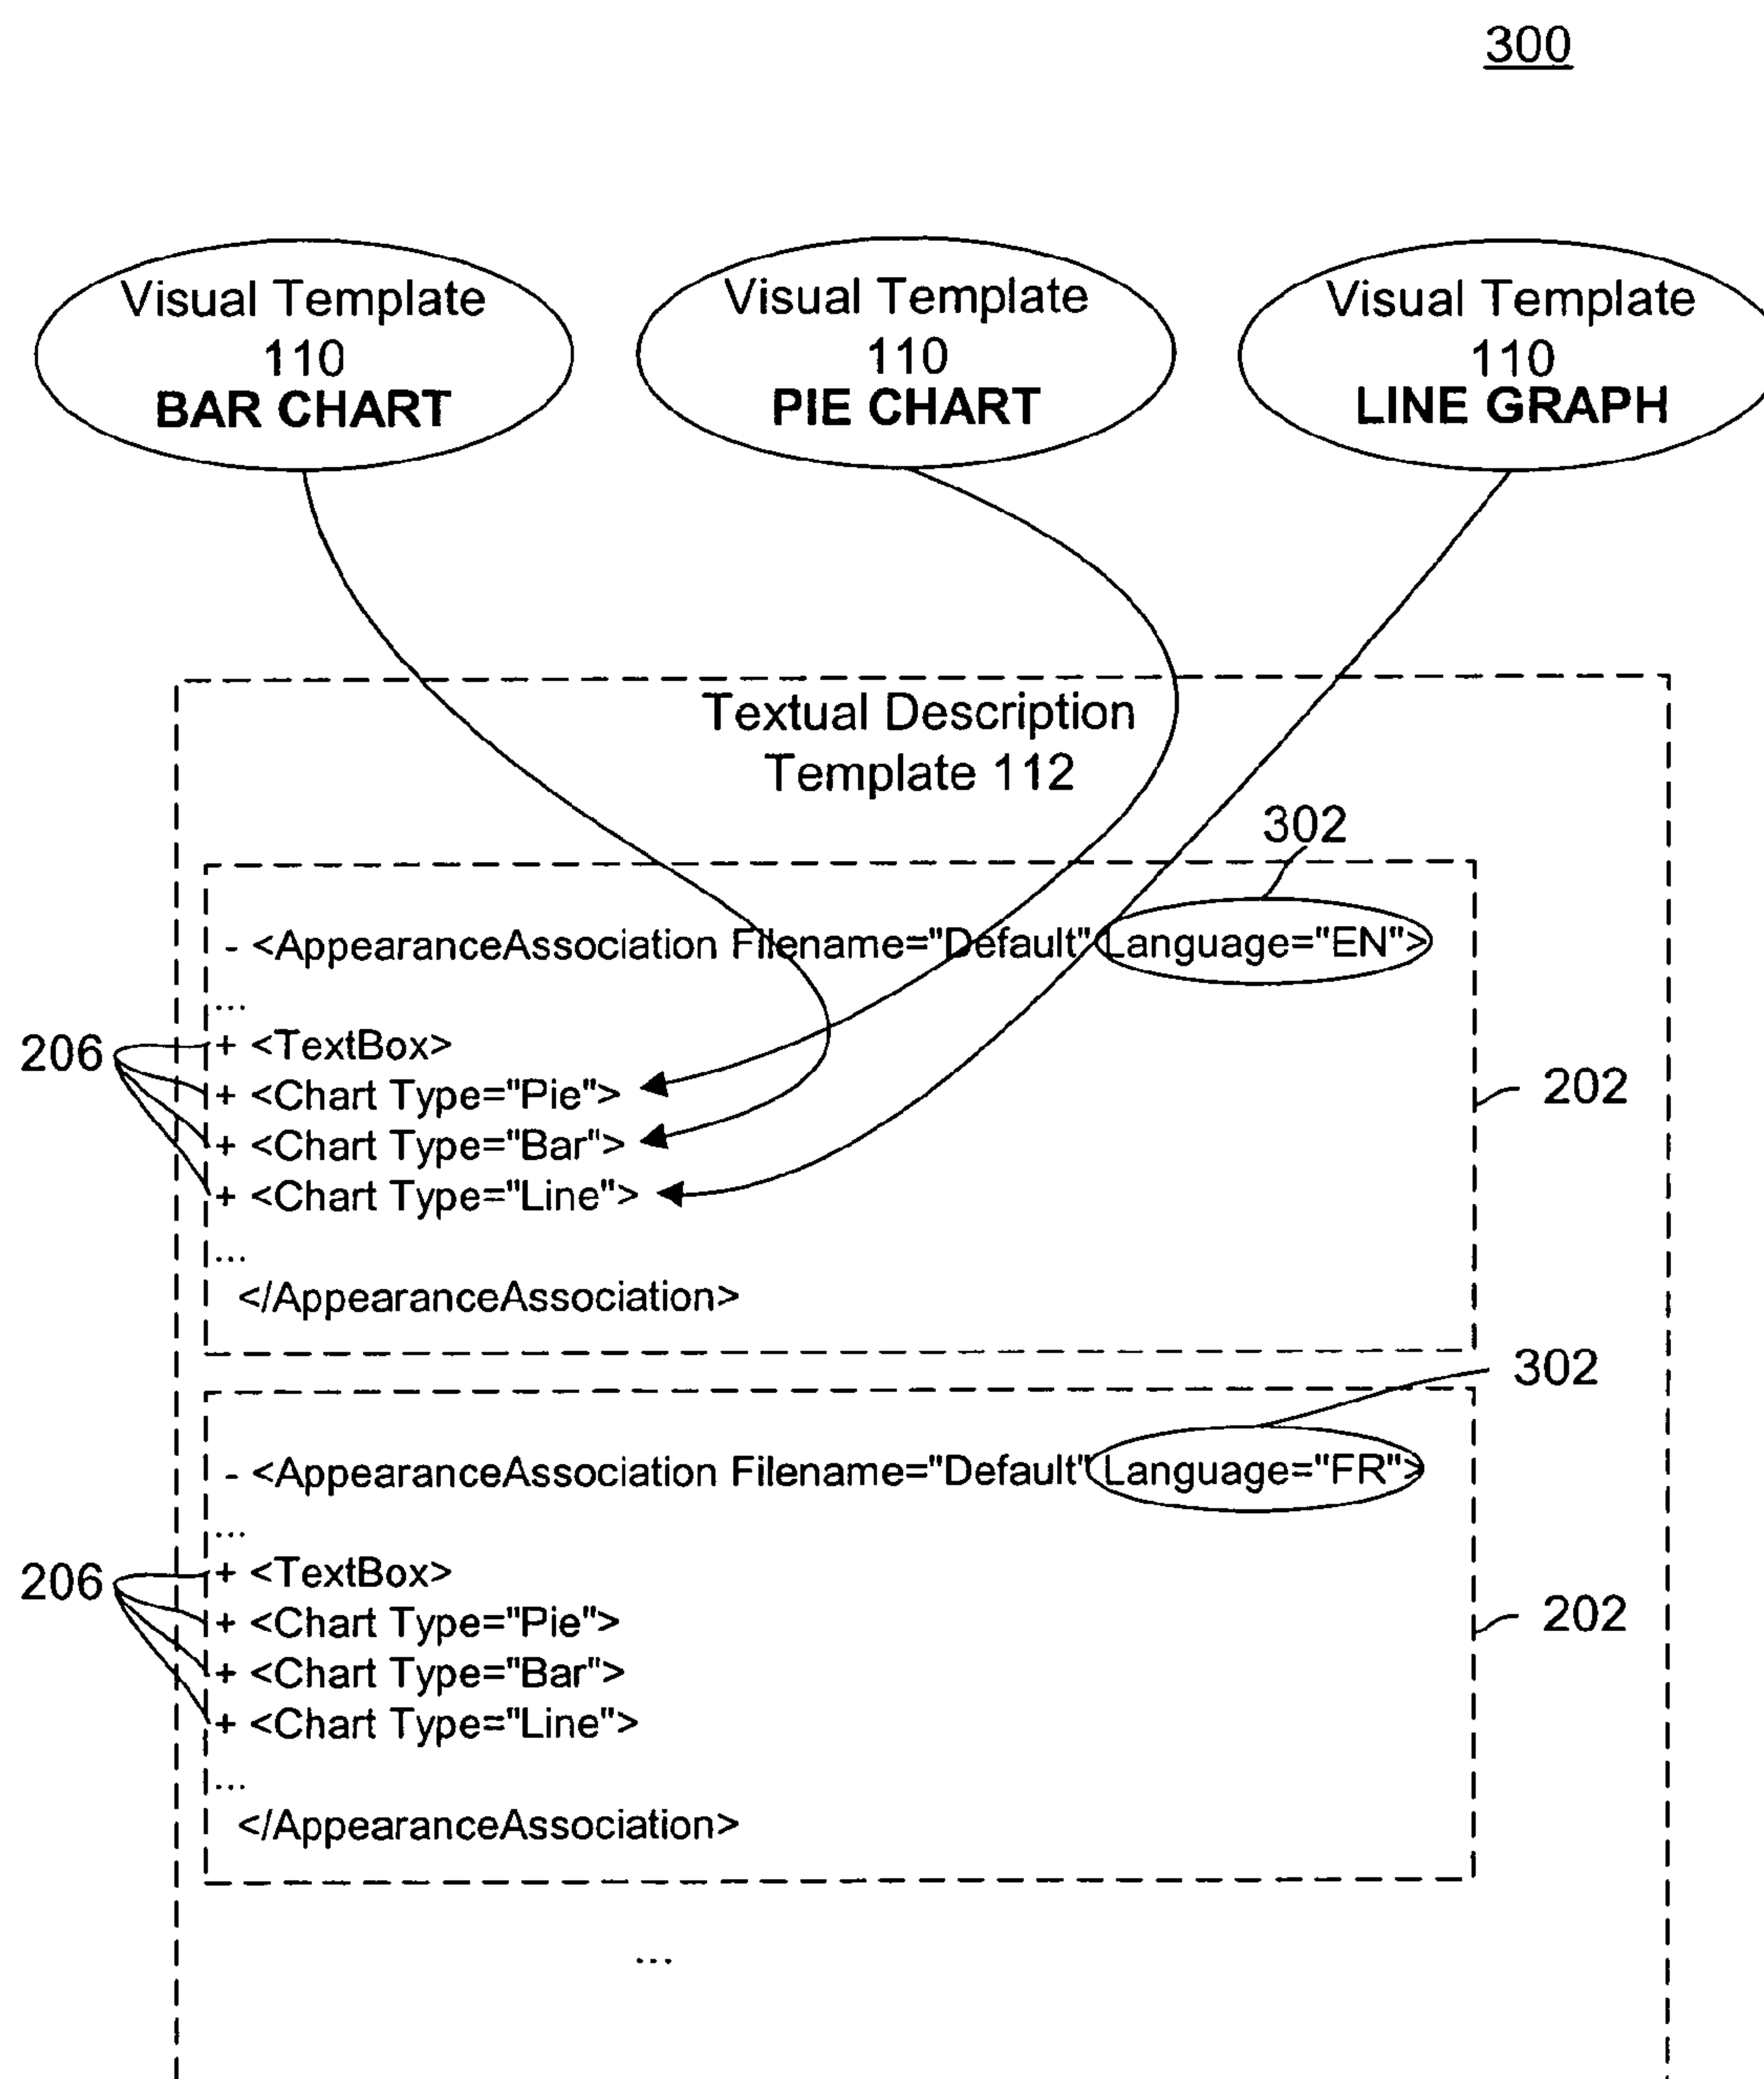 300
Visual Template
110
BAR CHART
Visual Template
110
PIE CHART
Visual Template
110
LINE GRAPH
Textual Description
Template 112
302
- <AppearanceAssociation Filename="Default" Language="EN">
...
206
+ <TextBox>
+ <Chart Type="Pie">
+ <Chart Type="Bar">
+ <Chart Type="Line">
202
...
</AppearanceAssociation>
302
- <AppearanceAssociation Filename="Default" Language="FR">
...
206
+ <TextBox>
+ <Chart Type="Pie">
+ <Chart Type="Bar">
+ <Chart Type="Line">
202
...
</AppearanceAssociation>
...